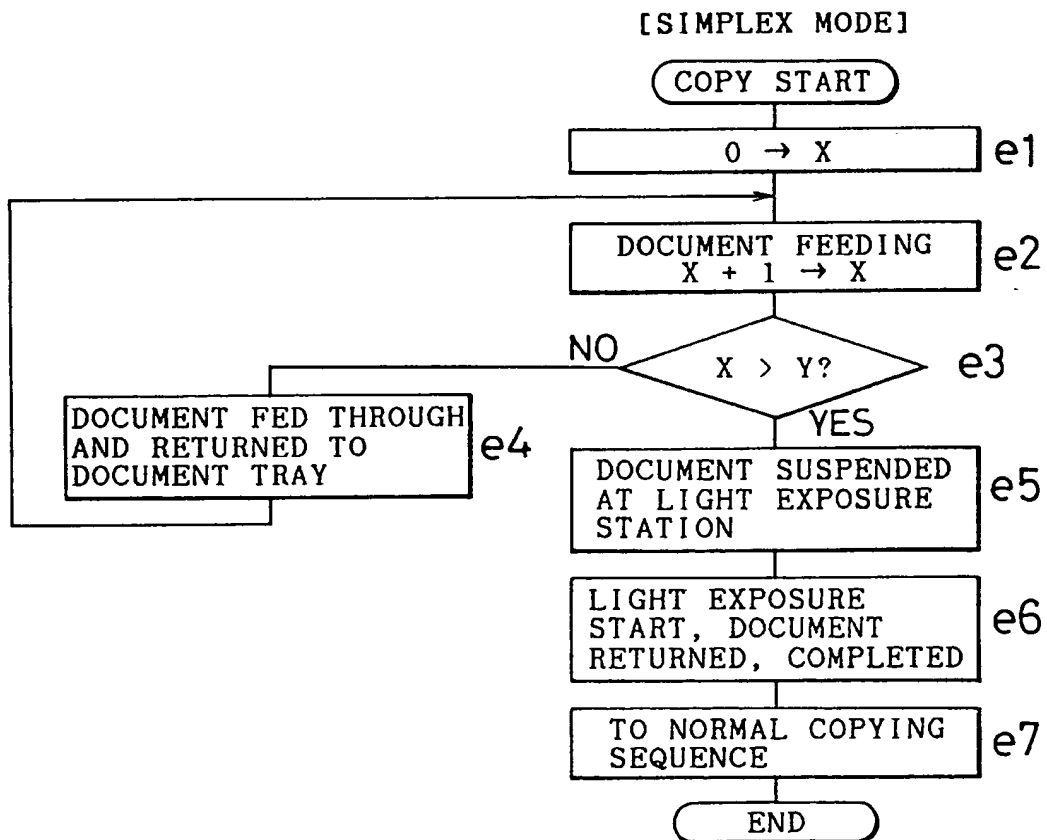 [SIMPLEX MODE]
COPY START
0 → X
e1
DOCUMENT FEEDING
X + 1 → X
e2
X > Y?
e3
NO
YES
DOCUMENT FED THROUGH
AND RETURNED TO
DOCUMENT TRAY
e4
DOCUMENT SUSPENDED
AT LIGHT EXPOSURE
STATION
e5
LIGHT EXPOSURE
START, DOCUMENT
RETURNED, COMPLETED
e6
TO NORMAL COPYING
SEQUENCE
e7
END